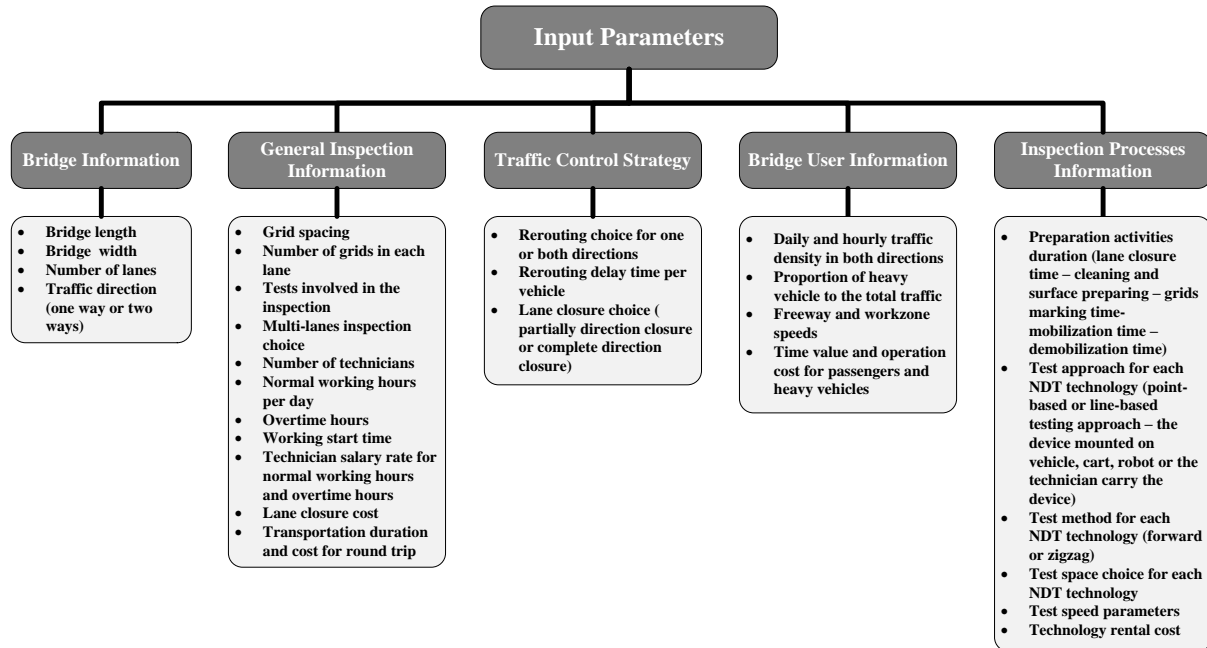 Input Parameters
Bridge Information
• Bridge length
• Bridge width
• Number of lanes
• Traffic direction
(one way or two
ways)
General Inspection
Information
• Grid spacing
• Number of grids in each
lane
• Tests involved in the
inspection
• Multi-lanes inspection
choice
• Number of technicians
• Normal working hours
per day
• Overtime hours
• Working start time
• Technician salary rate for
normal working hours
and overtime hours
• Lane closure cost
• Transportation duration
and cost for round trip
Traffic Control Strategy
• Rerouting choice for one
or both directions
• Rerouting delay time per
vehicle
• Lane closure choice (
partially direction closure
or complete direction
closure)
Bridge User Information
• Daily and hourly traffic
density in both directions
• Proportion of heavy
vehicle to the total traffic
• Freeway and workzone
speeds
• Time value and operation
cost for passengers and
heavy vehicles
Inspection Processes
Information
• Preparation activities
duration (lane closure
time – cleaning and
surface preparing – grids
marking time-
mobilization time –
demobilization time)
• Test approach for each
NDT technology (point-
based or line-based
testing approach – the
device mounted on
vehicle, cart, robot or the
technician carry the
device)
• Test method for each
NDT technology (forward
or zigzag)
• Test space choice for each
NDT technology
• Test speed parameters
• Technology rental cost